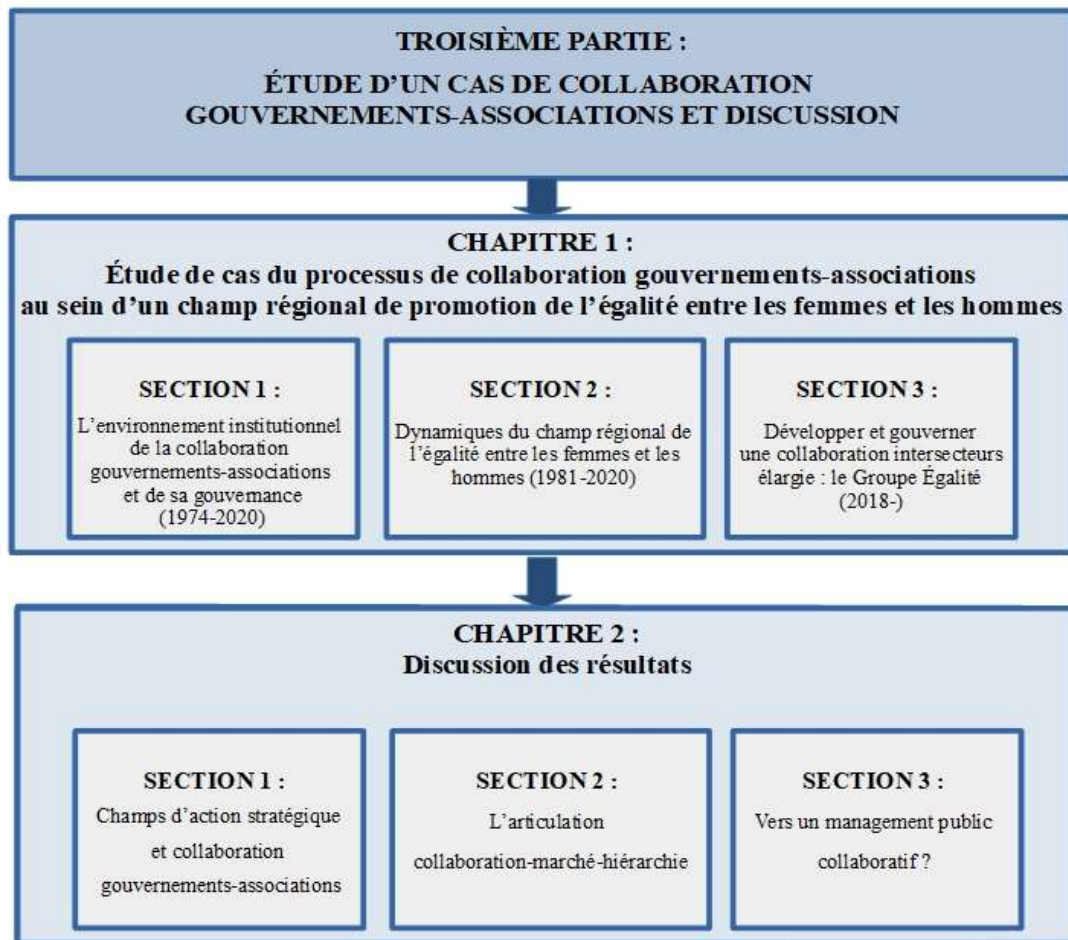 TROISIÈME PARTIE :
ÉTUDE D’UN CAS DE COLLABORATION
GOUVERNEMENTS-ASSOCIATIONS ET DISCUSSION
CHAPITRE 1 :
Étude de cas du processus de collaboration gouvernements-associations
au sein d’un champ régional de promotion de l’égalité entre les femmes et les hommes
SECTION 1 :
L’environnement institutionnel
de la collaboration
gouvernements-associations
et de sa gouvernance
(1974-2020)
SECTION 2 :
Dynamiques du champ régional de
l’égalité entre les femmes et les
hommes (1981-2020)
SECTION 3 :
Développer et gouverner
une collaboration intersecteurs
élargie : le Groupe Égalité
(2018-)
CHAPITRE 2 :
Discussion des résultats
SECTION 1 :
Champs d’action stratégique
et collaboration
gouvernements-associations
SECTION 2 :
L’articulation
collaboration-marché-hiérarchie
SECTION 3 :
Vers un management public
collaboratif ?